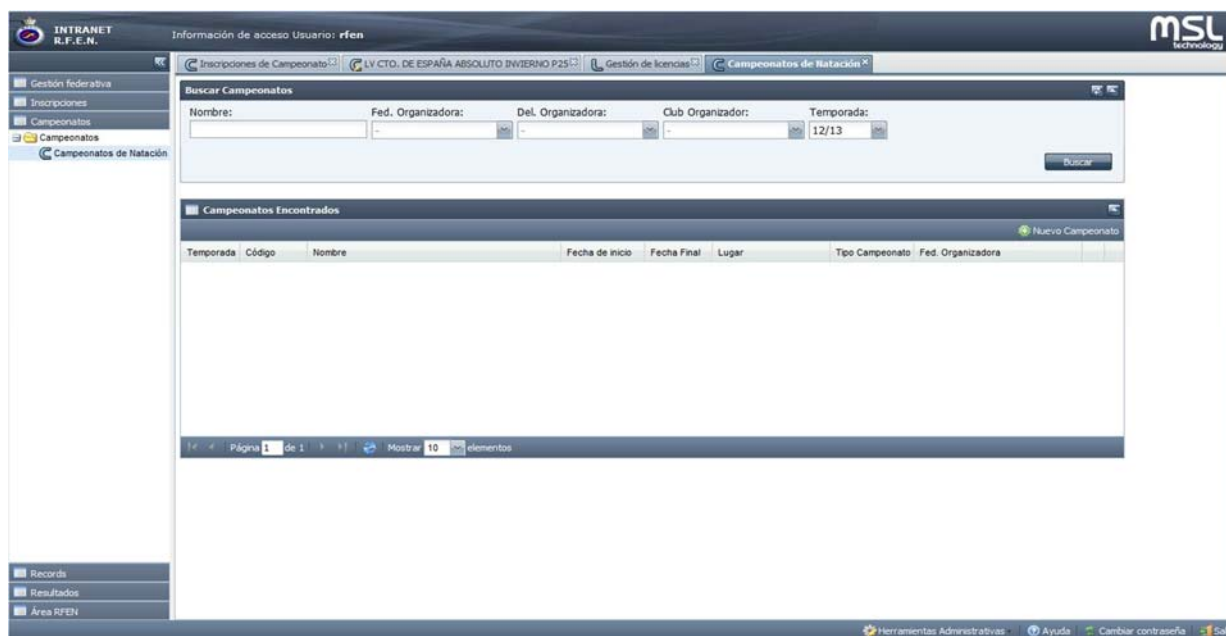 INTRANET
R.F.E.N.
Información de acceso Usuario: rfen
MSL
technology
Inscripciones de Campeonato
LV CTO. DE ESPAÑA ABSOLUTO INVIERNO P25
Gestión de licencias
Campeonatos de Natación
Gestión federativa
Inscripciones
Campeonatos
Campeonatos
Campeonatos de Natación
Buscar Campeonatos
Nombre: Fed. Organizadora: Del. Organizadora: Club Organizador: Temporada:
- - - 12/13
Buscar
Campeonatos Encontrados
Nuevo Campeonato
Temporada Código Nombre Fecha de inicio Fecha Final Lugar Tipo Campeonato Fed. Organizadora
Página 1 de 1 Mostrar 10 elementos
Records
Resultados
Área RFEN
Herramientas Administrativas Ayuda Cambiar contraseña